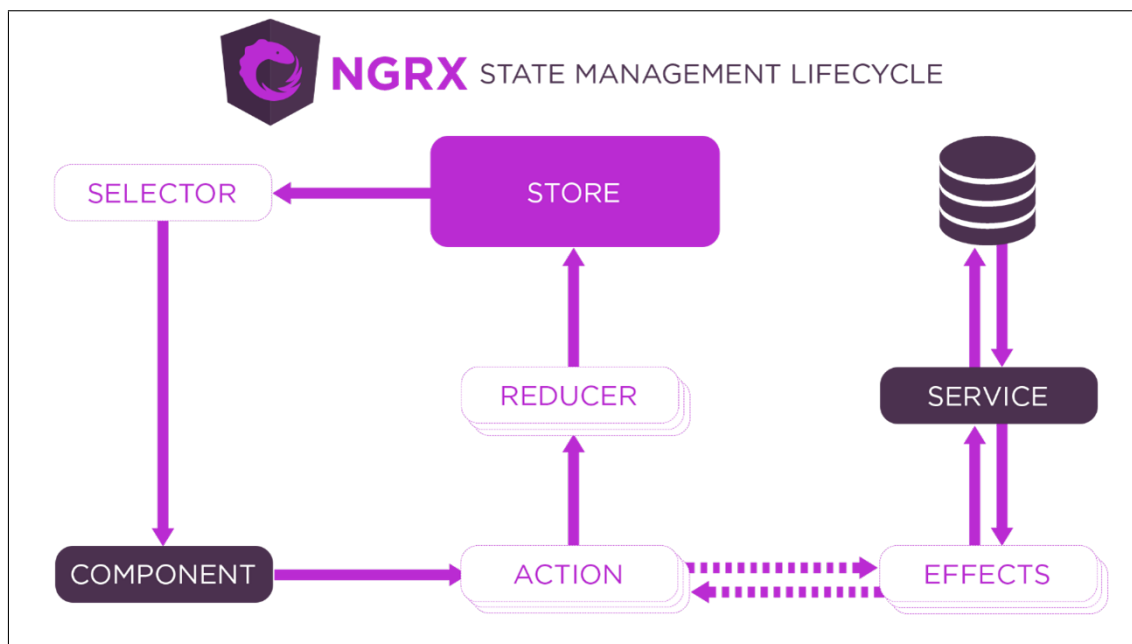 NGRX STATE MANAGEMENT LIFECYCLE
SELECTOR
STORE
REDUCER
SERVICE
COMPONENT
ACTION
EFFECTS